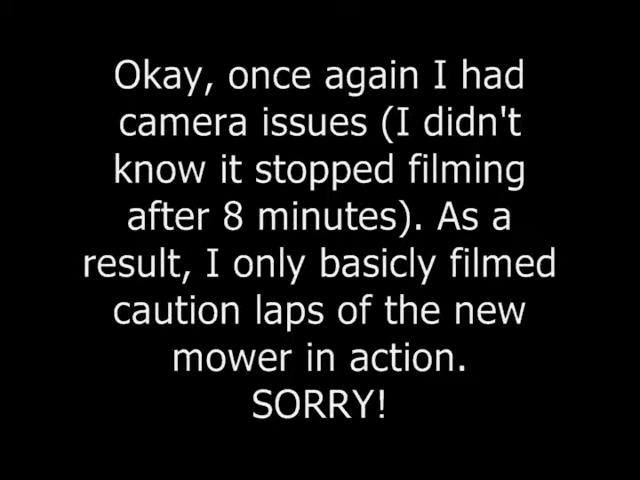 Okay, once again I had
camera issues (I didn't
know it stopped filming
after 8 minutes). As a
result, I only basicly filmed
caution laps of the new
mower in action.
SORRY!